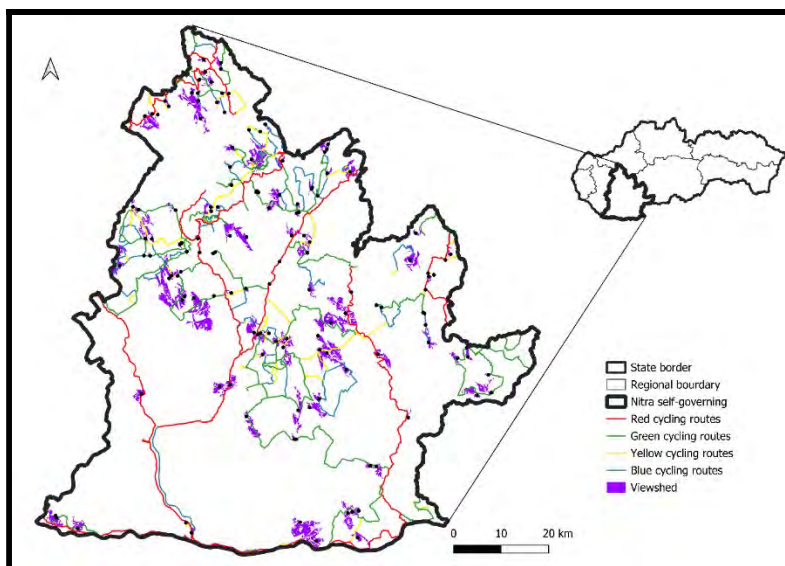 State border
Regional boundary
Nitra self-governing
Red cycling routes
Green cycling routes
Yellow cycling routes
Blue cycling routes
Viewshed
0 10 20 km